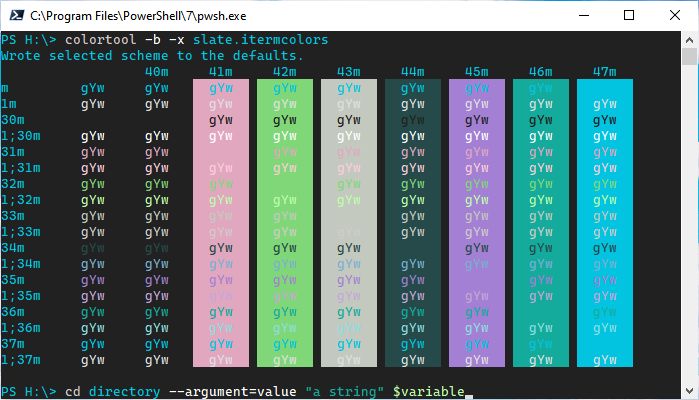 C:\Program Files\PowerShell\7\pwsh.exe
PS H:\> colortool -b -x slate.itermcolors
Wrote selected scheme to the defaults.
40m 41m 42m 43m 44m 45m 46m 47m
m gYw gYw gYw gYw gYw gYw gYw gYw
1m gYw gYw gYw gYw gYw gYw gYw gYw gYw
30m gYw gYw gYw gYw gYw gYw gYw
1;30m gYw gYw gYw gYw gYw gYw gYw gYw gYw
31m gYw gYw gYw gYw gYw gYw gYw gYw
1;31m gYw gYw gYw gYw gYw gYw gYw gYw gYw
32m gYw gYw gYw gYw gYw gYw gYw gYw
1;32m gYw gYw gYw gYw gYw gYw gYw gYw gYw
33m gYw gYw gYw gYw gYw gYw gYw gYw
1;33m gYw gYw gYw gYw gYw gYw gYw gYw gYw
34m gYw gYw gYw gYw gYw gYw gYw gYw
1;34m gYw gYw gYw gYw gYw gYw gYw gYw gYw
35m gYw gYw gYw gYw gYw gYw gYw gYw
1;35m gYw gYw gYw gYw gYw gYw gYw gYw gYw
36m gYw gYw gYw gYw gYw gYw gYw gYw
1;36m gYw gYw gYw gYw gYw gYw gYw gYw gYw
37m gYw gYw gYw gYw gYw gYw gYw gYw
1;37m gYw gYw gYw gYw gYw gYw gYw gYw gYw
PS H:\> cd directory --argument=value "a string" $variable